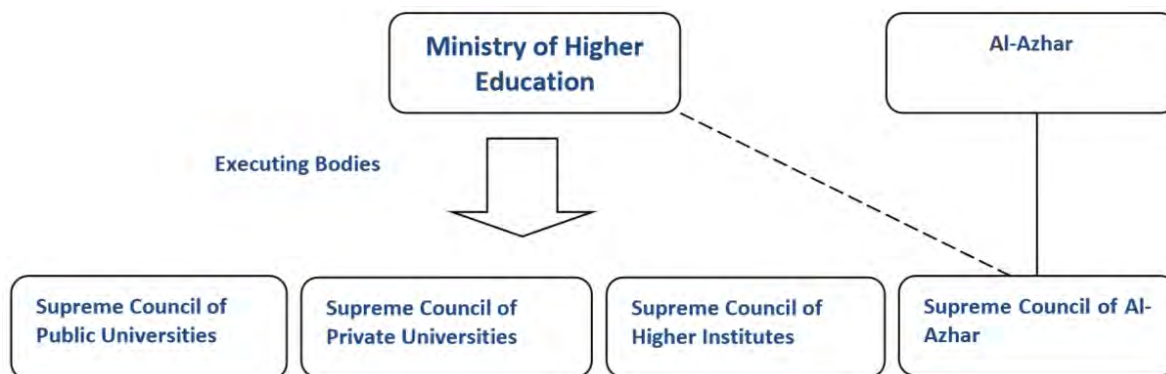 Ministry of Higher
Education
Al-Azhar
Executing Bodies
Supreme Council of
Public Universities
Supreme Council of
Private Universities
Supreme Council of
Higher Institutes
Supreme Council of Al-
Azhar